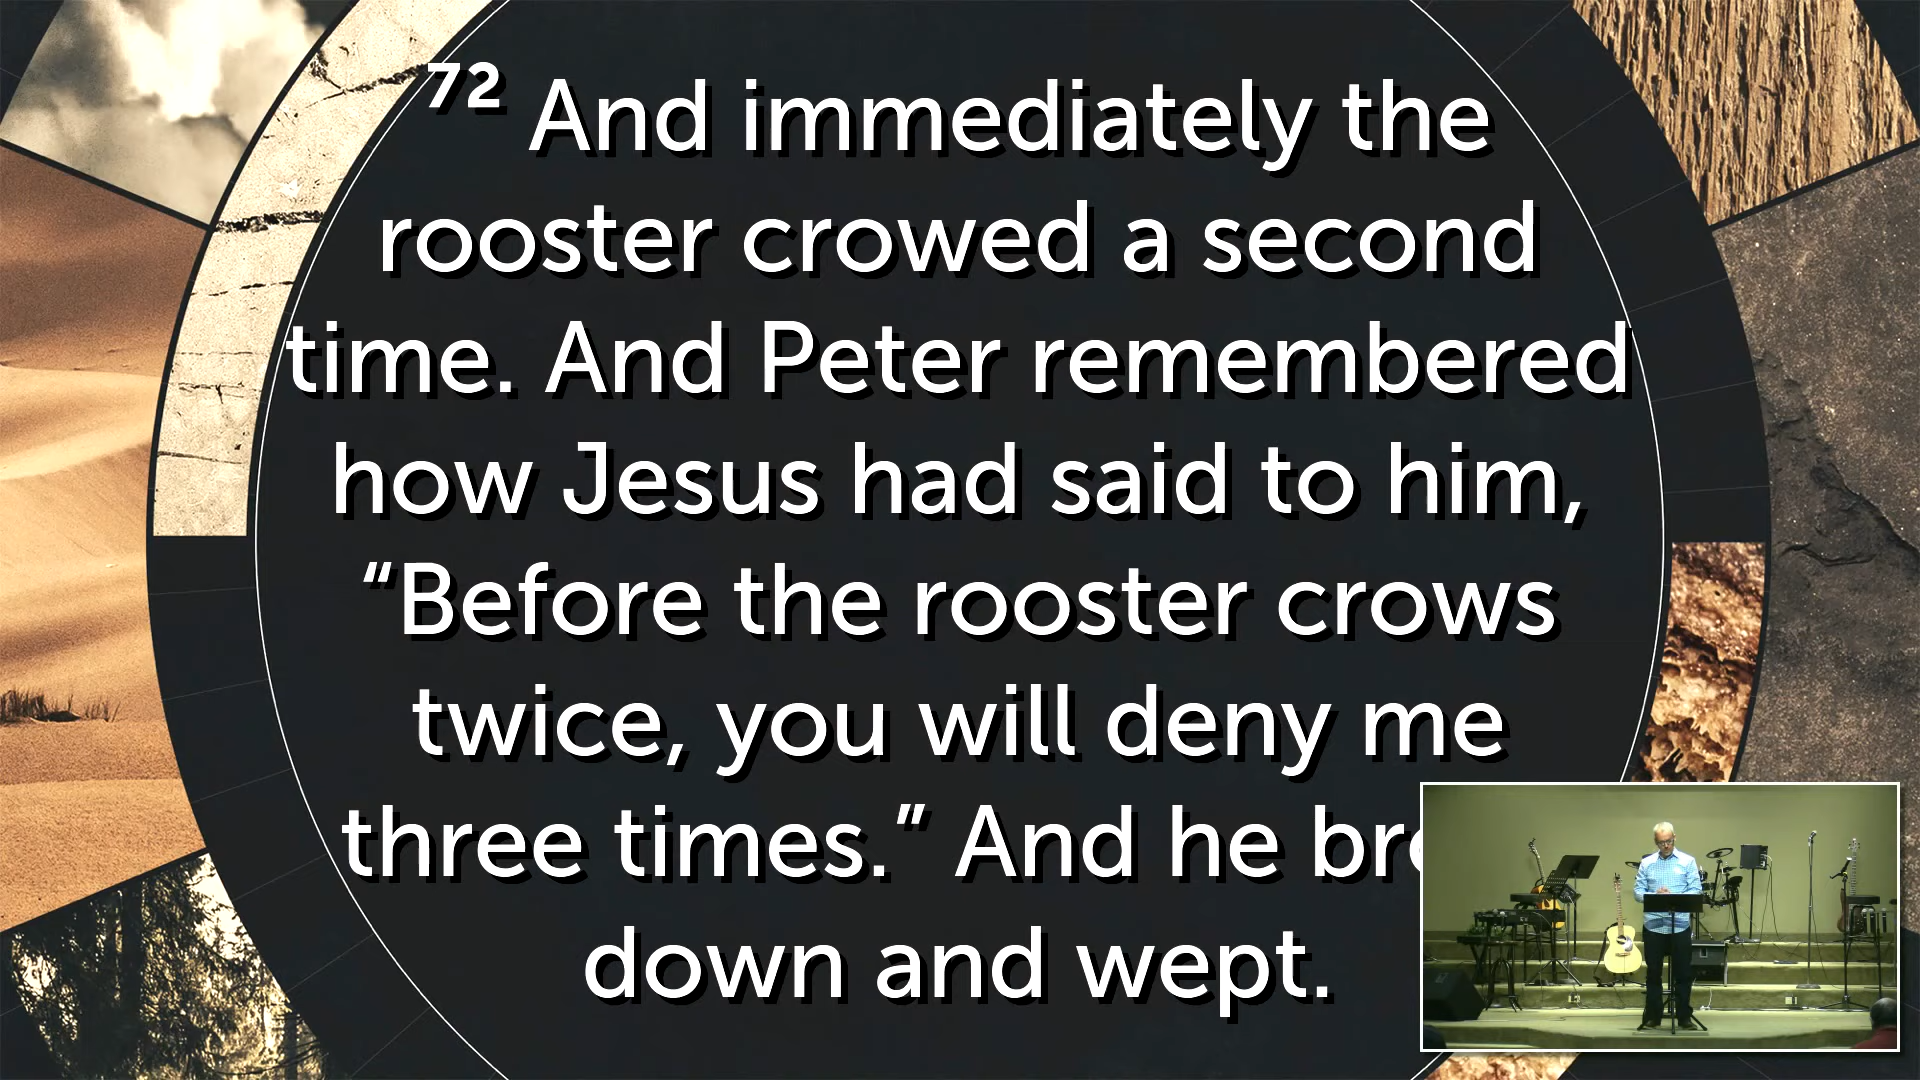 72 And immediately the
rooster crowed a second
time. And Peter remembered
how Jesus had said to him,
“Before the rooster crows
twice, you will deny me
three times.” And he
down and wept.